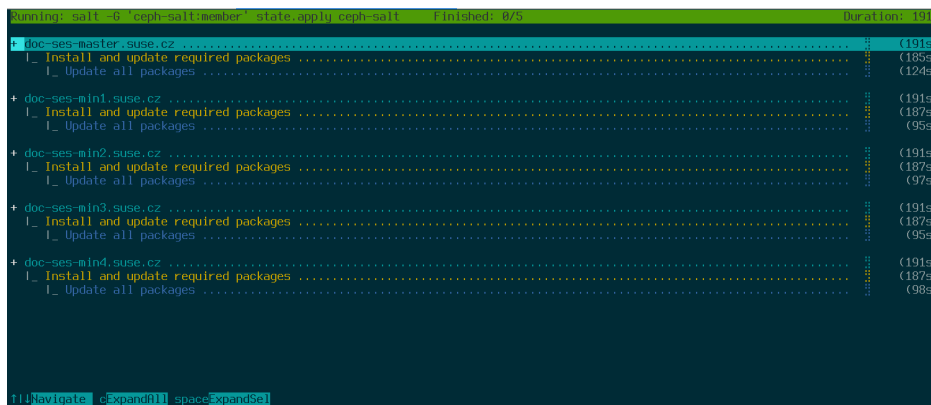 Running: salt -G 'ceph-salt:member' state.apply ceph-salt Finished: 0/5 Duration: 191
+ doc-ses-master.suse.cz (191s
|_ Install and update required packages (185s
|_ Update all packages (124s
+ doc-ses-min1.suse.cz (191s
|_ Install and update required packages (187s
|_ Update all packages (95s
+ doc-ses-min2.suse.cz (191s
|_ Install and update required packages (187s
|_ Update all packages (97s
+ doc-ses-min3.suse.cz (191s
|_ Install and update required packages (187s
|_ Update all packages (95s
+ doc-ses-min4.suse.cz (191s
|_ Install and update required packages (187s
|_ Update all packages (98s
↑|↓Navigate cExpandAll spaceExpandSel